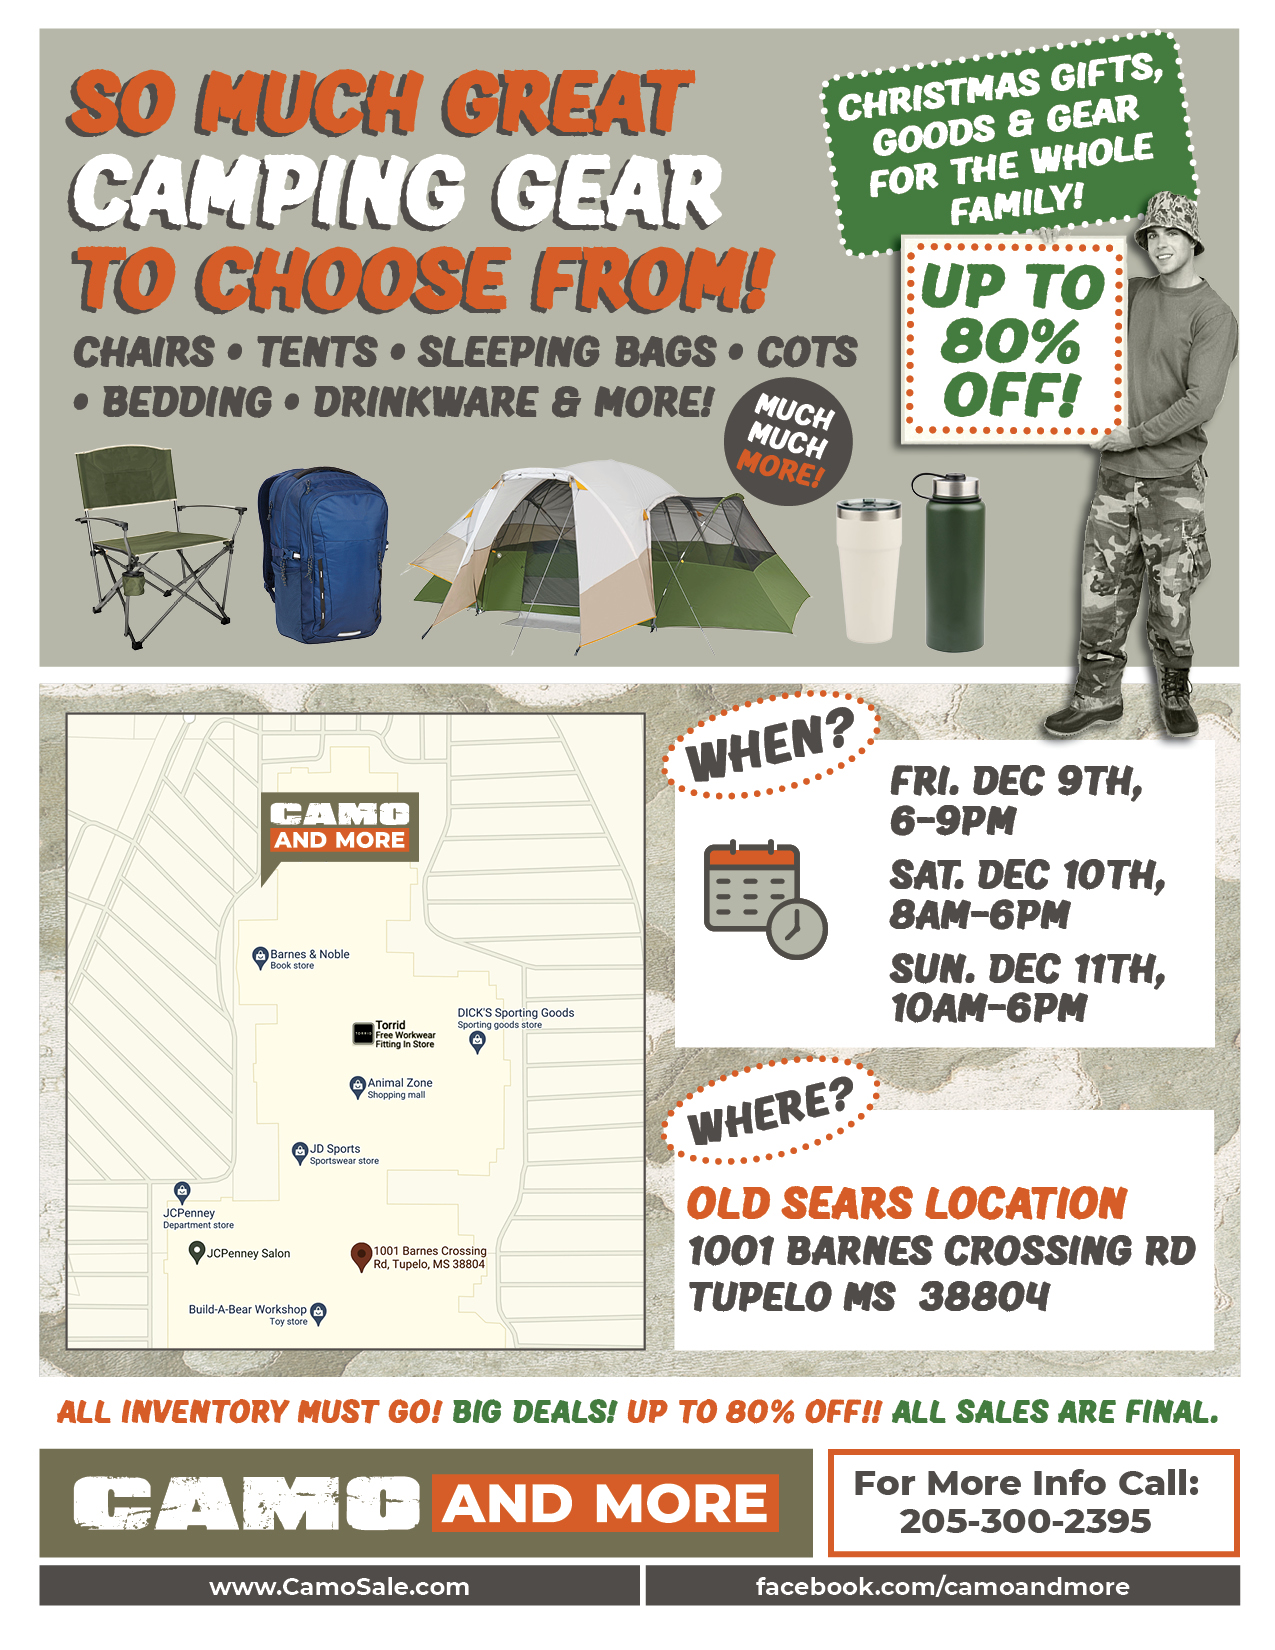 SO MUCH GREAT
CAMPING GEAR
TO CHOOSE FROM!
CHAIRS • TENTS • SLEEPING BAGS • COTS
• BEDDING • DRINKWARE & MORE!
CHRISTMAS GIFTS,
GOODS & GEAR
FOR THE WHOLE
FAMILY!
UP TO
80%
OFF!
MUCH
MUCH
MORE!
CAMO
AND MORE
Barnes & Noble
Book store
TORRID
Torrid
Free Workwear
Fitting In Store
DICK'S Sporting Goods
Sporting goods store
Animal Zone
Shopping mall
JD Sports
Sportswear store
JCPenney
Department store
JCPenney Salon
1001 Barnes Crossing
Rd, Tupelo, MS 38804
Build-A-Bear Workshop
Toy store
WHEN?
FRI. DEC 9TH,
6-9PM
SAT. DEC 10TH,
8AM-6PM
SUN. DEC 11TH,
10AM-6PM
WHERE?
OLD SEARS LOCATION
1001 BARNES CROSSING RD
TUPELO MS 38804
ALL INVENTORY MUST GO! BIG DEALS! UP TO 80% OFF!! ALL SALES ARE FINAL.
CAMO AND MORE
For More Info Call:
205-300-2395
www.CamoSale.com
facebook.com/camoandmore